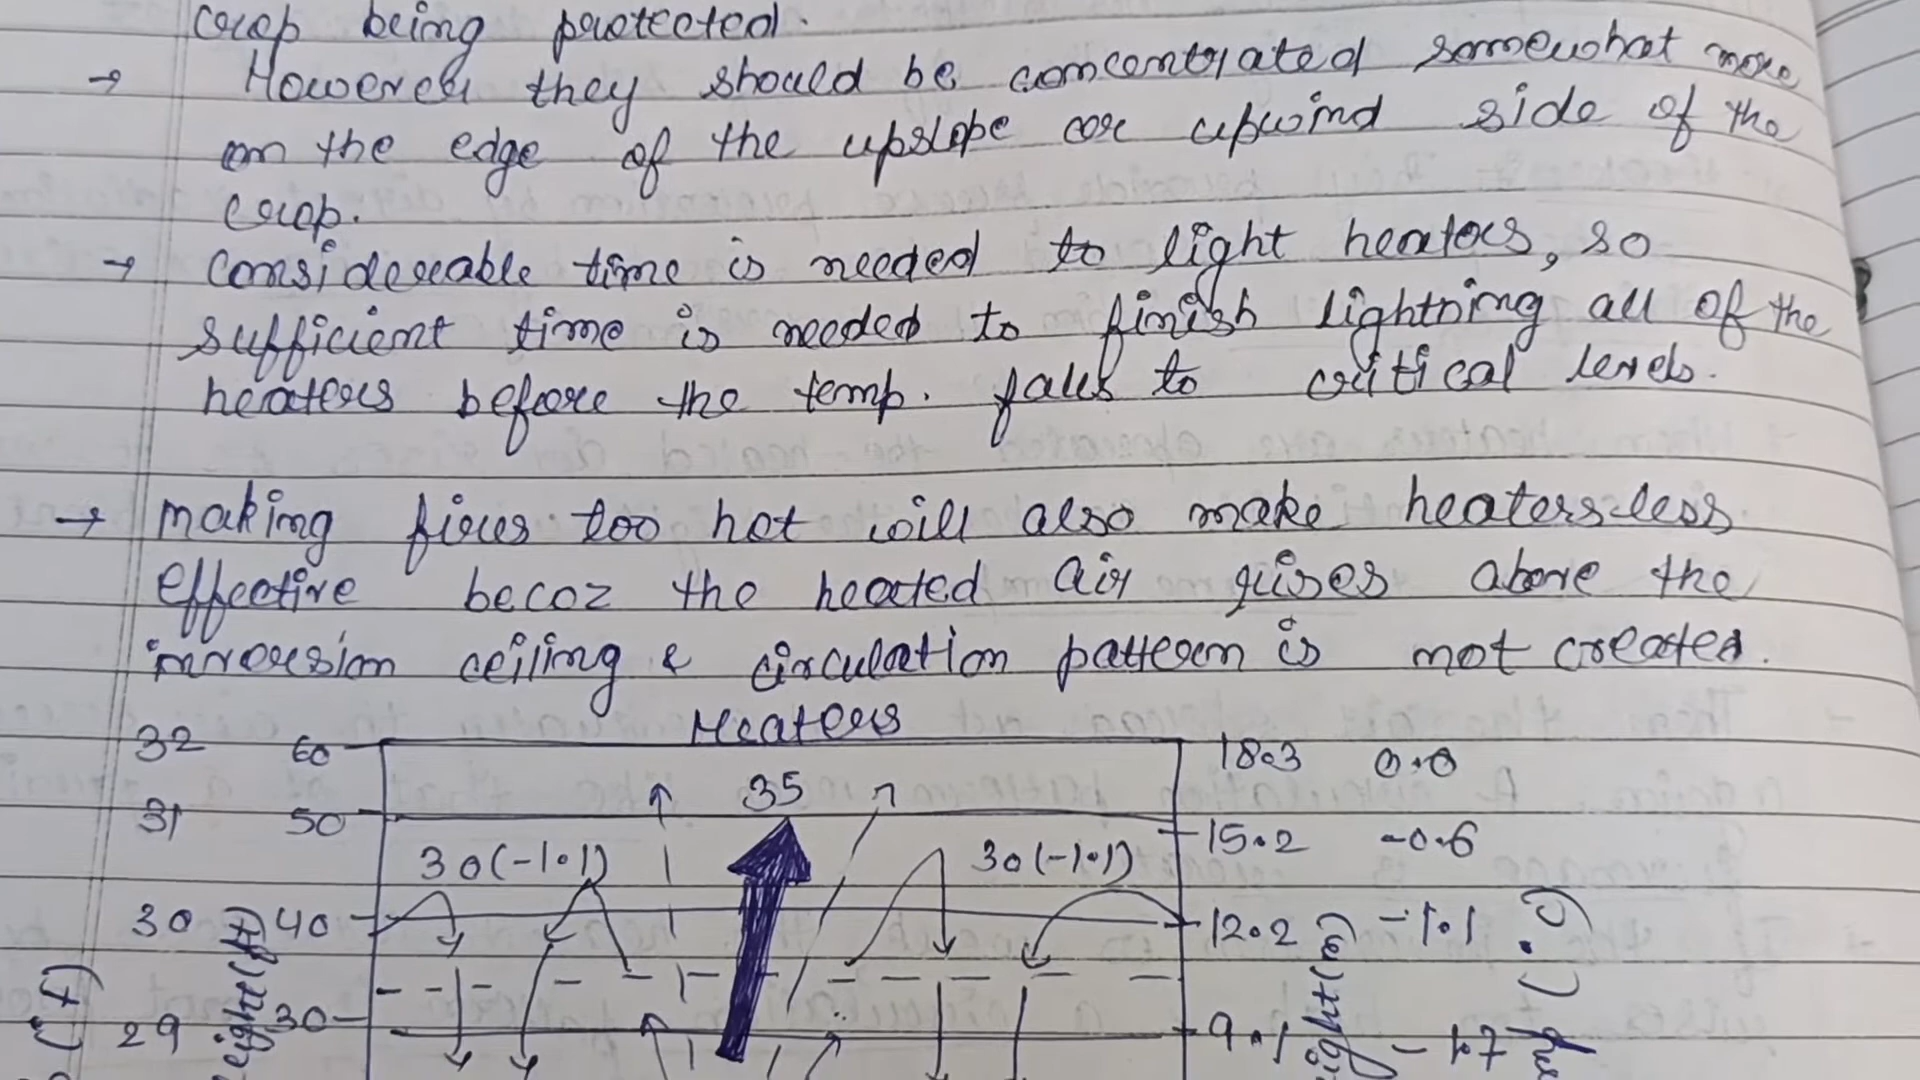 crop being protected.
→ However they should be concentrated somewhat more
on the edge of the upslope or upwind side of the
crop.
→ Considerable time is needed to light heaters, so
sufficient time is needed to finish lightning all of the
heaters before the temp. falls to critical levels.
→ making fires too hot will also make heaters less
effective becoz the heated air rises above the
inversion ceiling & circulation pattern is not created.
Heaters
32 60 18.3 0.0
35
31 50 15.2 -0.6
30(-1.1) 30(-1.1)
30 40 12.2 -1.1
29 30 9.1 -1.7
Height (ft)
Height (m)
(°C)